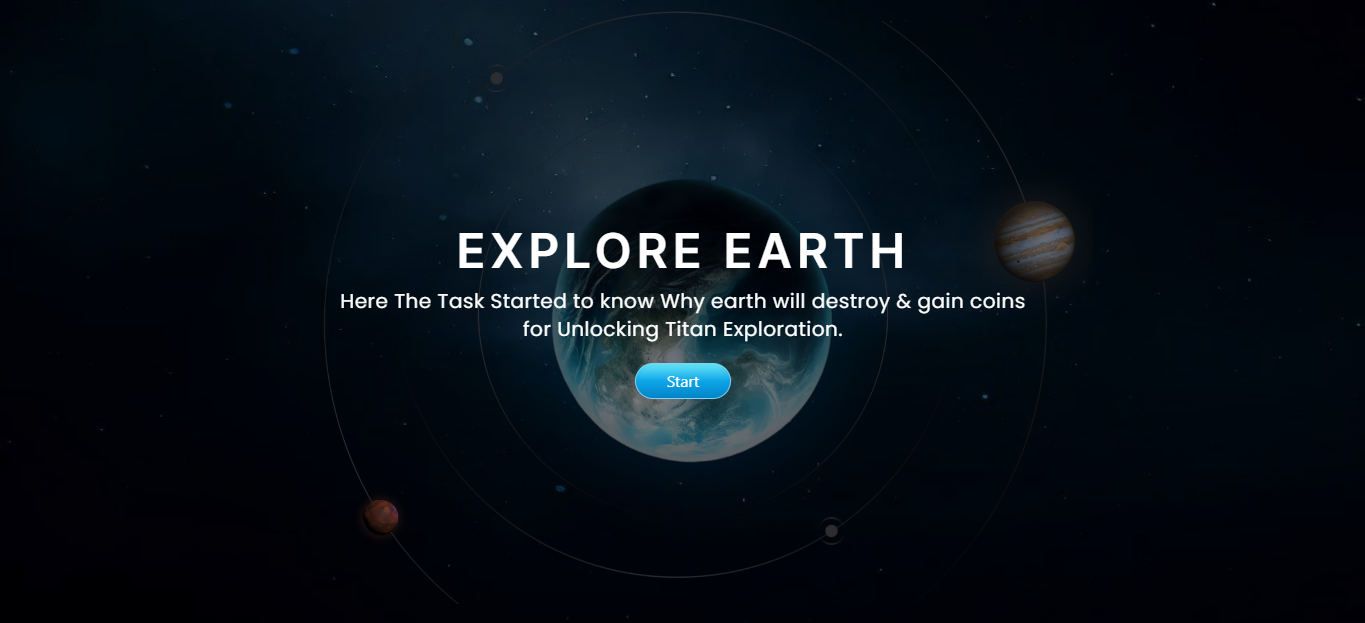 EXPLORE EARTH
Here The Task Started to know Why earth will destroy & gain coins
for Unlocking Titan Exploration.
Start